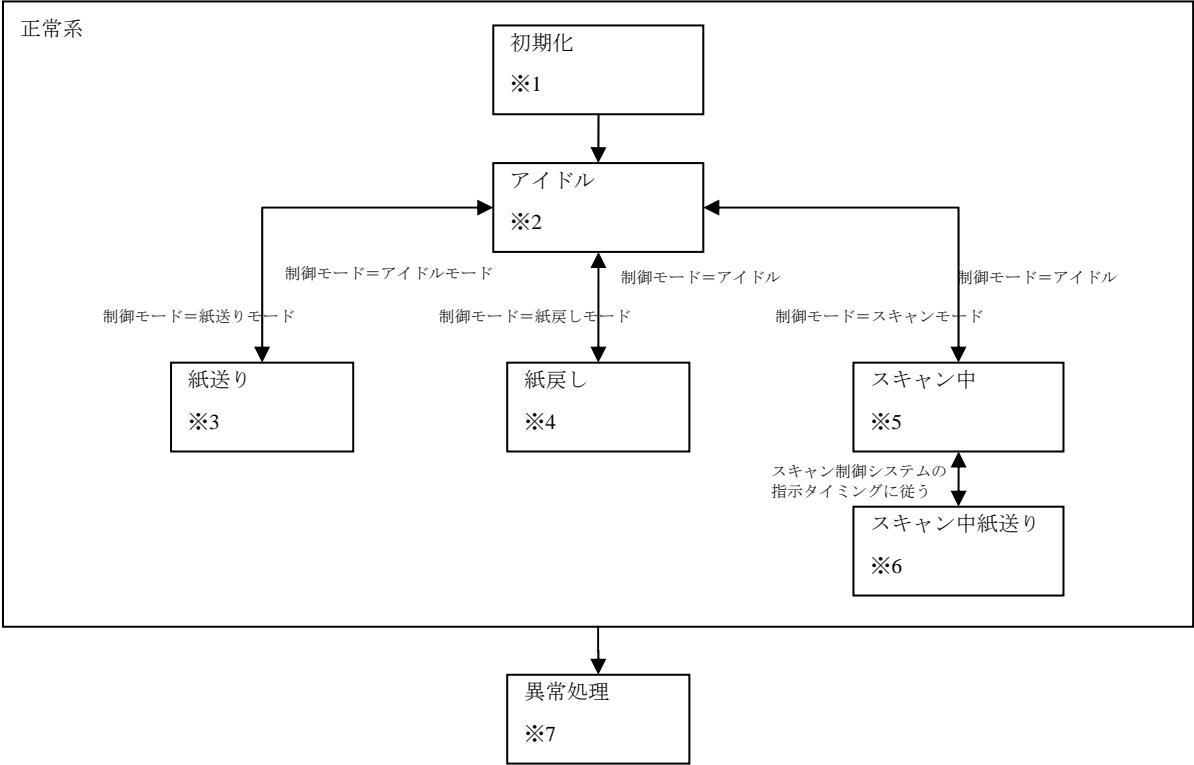 正常系
初期化
※1
アイドル
※2
制御モード＝アイドルモード
制御モード＝アイドル
制御モード＝アイドル
制御モード＝紙送りモード
制御モード＝紙戻しモード
制御モード＝スキャンモード
紙送り
※3
紙戻し
※4
スキャン中
※5
スキャン制御システムの
指示タイミングに従う
スキャン中紙送り
※6
異常処理
※7